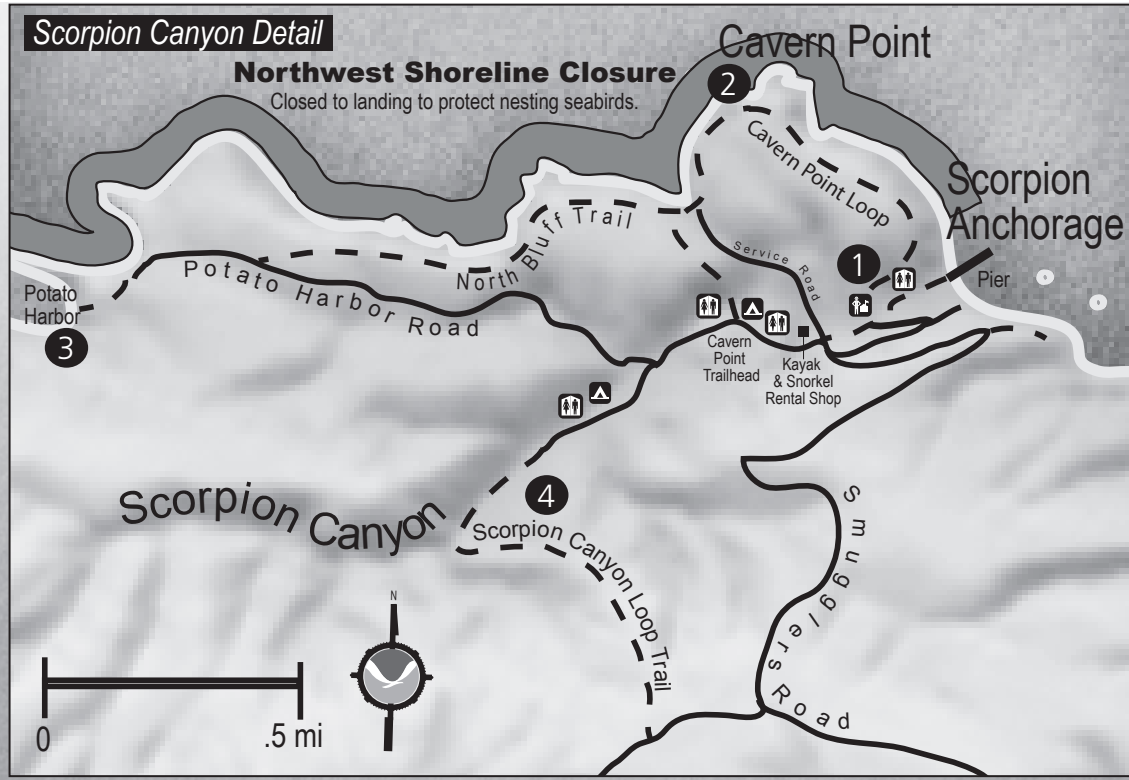 Scorpion Canyon Detail
Northwest Shoreline Closure
Closed to landing to protect nesting seabirds.
Cavern Point
2
Cavern Point Loop
Scorpion
Anchorage
1
Pier
Service Road
North Bluff Trail
Potato Harbor Road
Potato
Harbor
3
Cavern
Point
Trailhead
Kayak
& Snorkel
Rental Shop
4
Scorpion Canyon
Scorpion Canyon Loop Trail
Smugglers Road
N
0
.5 mi